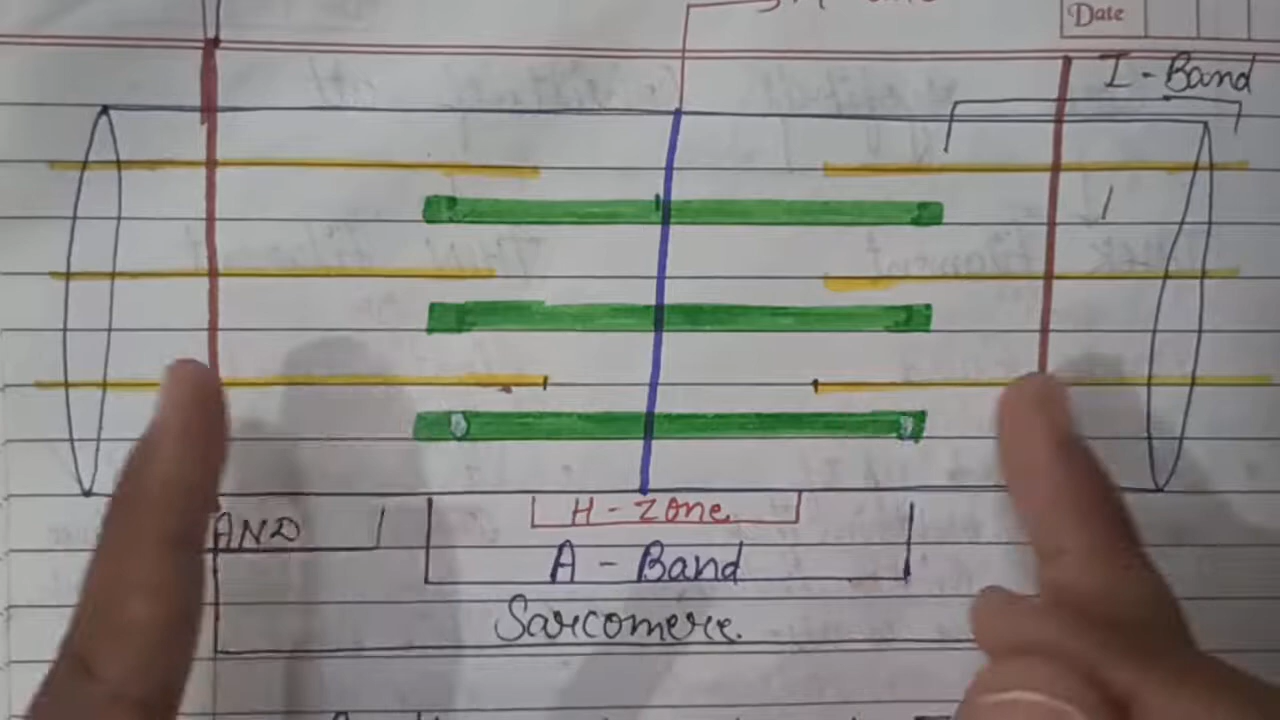 Date
I - Band
H - Zone
AND
A - Band
Sarcomere.